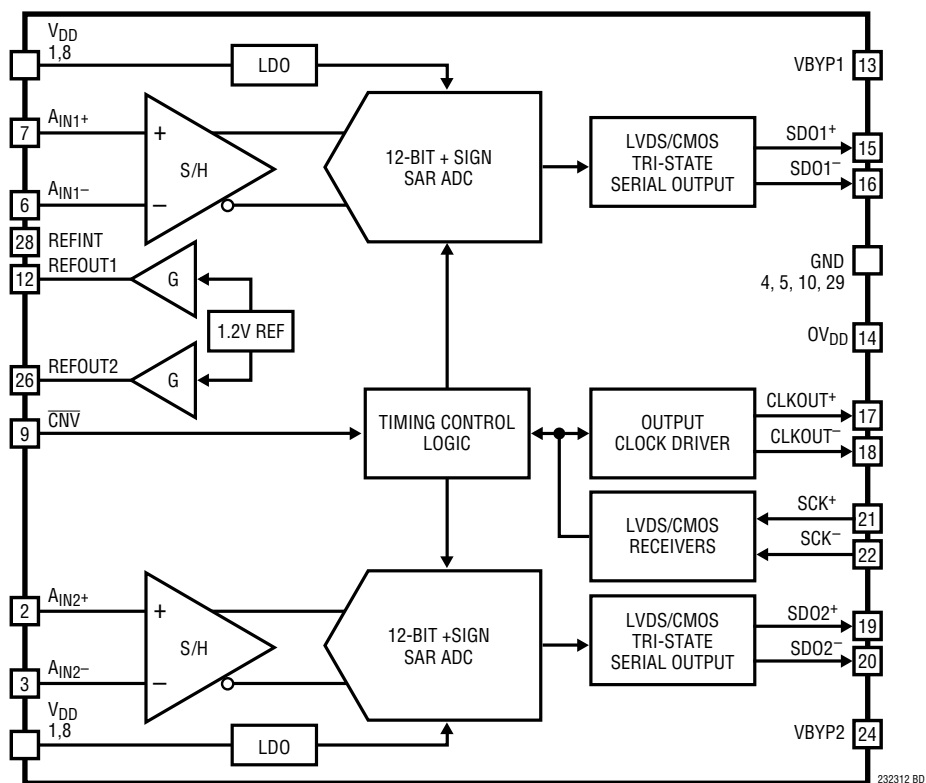 VDD
1,8
LDO
VBYP1
13
7
AIN1+
+
S/H
6
AIN1–
–
12-BIT + SIGN
SAR ADC
LVDS/CMOS
TRI-STATE
SERIAL OUTPUT
SDO1+
15
SDO1–
16
28
REFINT
12
REFOUT1
G
1.2V REF
26
REFOUT2
G
GND
4, 5, 10, 29
OVDD
14
9
CNV
TIMING CONTROL
LOGIC
OUTPUT
CLOCK DRIVER
CLKOUT+
17
CLKOUT–
18
LVDS/CMOS
RECEIVERS
SCK+
21
SCK–
22
2
AIN2+
+
S/H
3
AIN2–
–
12-BIT +SIGN
SAR ADC
LVDS/CMOS
TRI-STATE
SERIAL OUTPUT
SDO2+
19
SDO2–
20
VDD
1,8
LDO
VBYP2
24
232312 BD